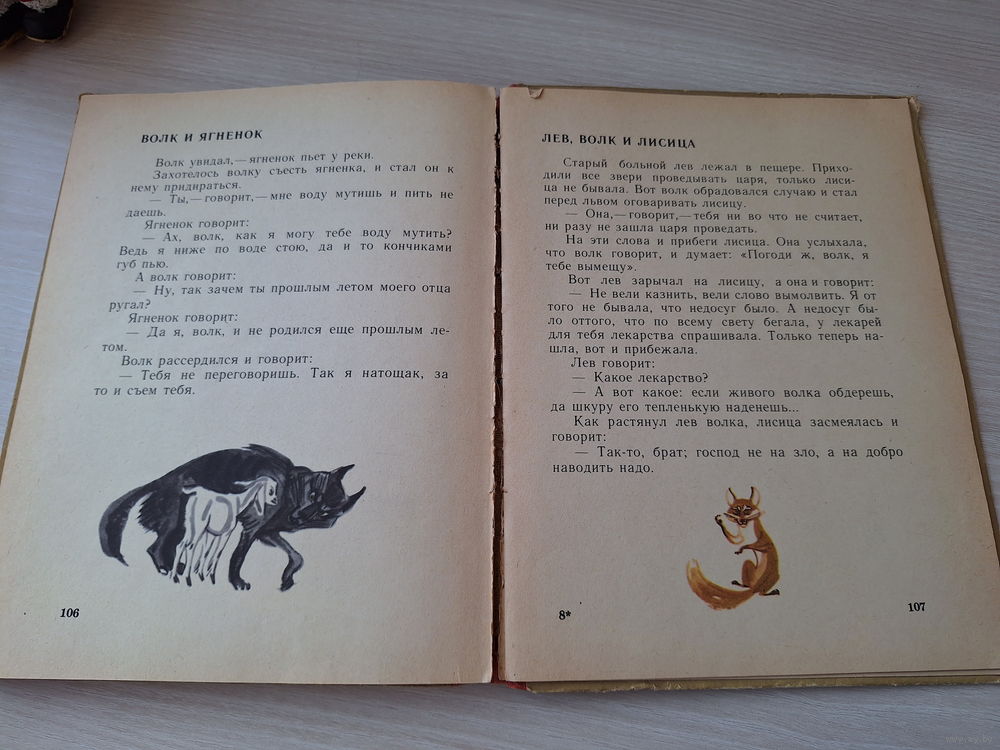 ВОЛК И ЯГНЕНОК
Волк увидал,— ягненок пьет у реки.
Захотелось волку съесть ягненка, и стал он к
нему придираться.
— Ты,— говорит,— мне воду мутишь и пить не
даешь.
Ягненок говорит:
— Ах, волк, как я могу тебе воду мутить?
Ведь я ниже по воде стою, да и то кончиками
губ пью.
А волк говорит:
— Ну, так зачем ты прошлым летом моего отца
ругал?
Ягненок говорит:
— Да я, волк, и не родился еще прошлым ле-
том.
Волк рассердился и говорит:
— Тебя не переговоришь. Так я натощак, за
то и съем тебя.
106
ЛЕВ, ВОЛК И ЛИСИЦА
Старый больной лев лежал в пещере. Прихо-
дили все звери проведывать царя, только лиси-
ца не бывала. Вот волк обрадовался случаю и стал
перед львом оговаривать лисицу.
— Она,— говорит,— тебя ни во что не считает,
ни разу не зашла царя проведать.
На эти слова и прибеги лисица. Она услыхала,
что волк говорит, и думает: «Погоди ж, волк, я
тебе вымещу».
Вот лев зарычал на лисицу, а она и говорит:
— Не вели казнить, вели слово вымолвить. Я от
того не бывала, что недосуг было. А недосуг бы-
ло оттого, что по всему свету бегала, у лекарей
для тебя лекарства спрашивала. Только теперь на-
шла, вот и прибежала.
Лев говорит:
— Какое лекарство?
— А вот какое: если живого волка обдерешь,
да шкуру его тепленькую наденешь...
Как растянул лев волка, лисица засмеялась и
говорит:
— Так-то, брат; господ не на зло, а на добро
наводить надо.
8*
107